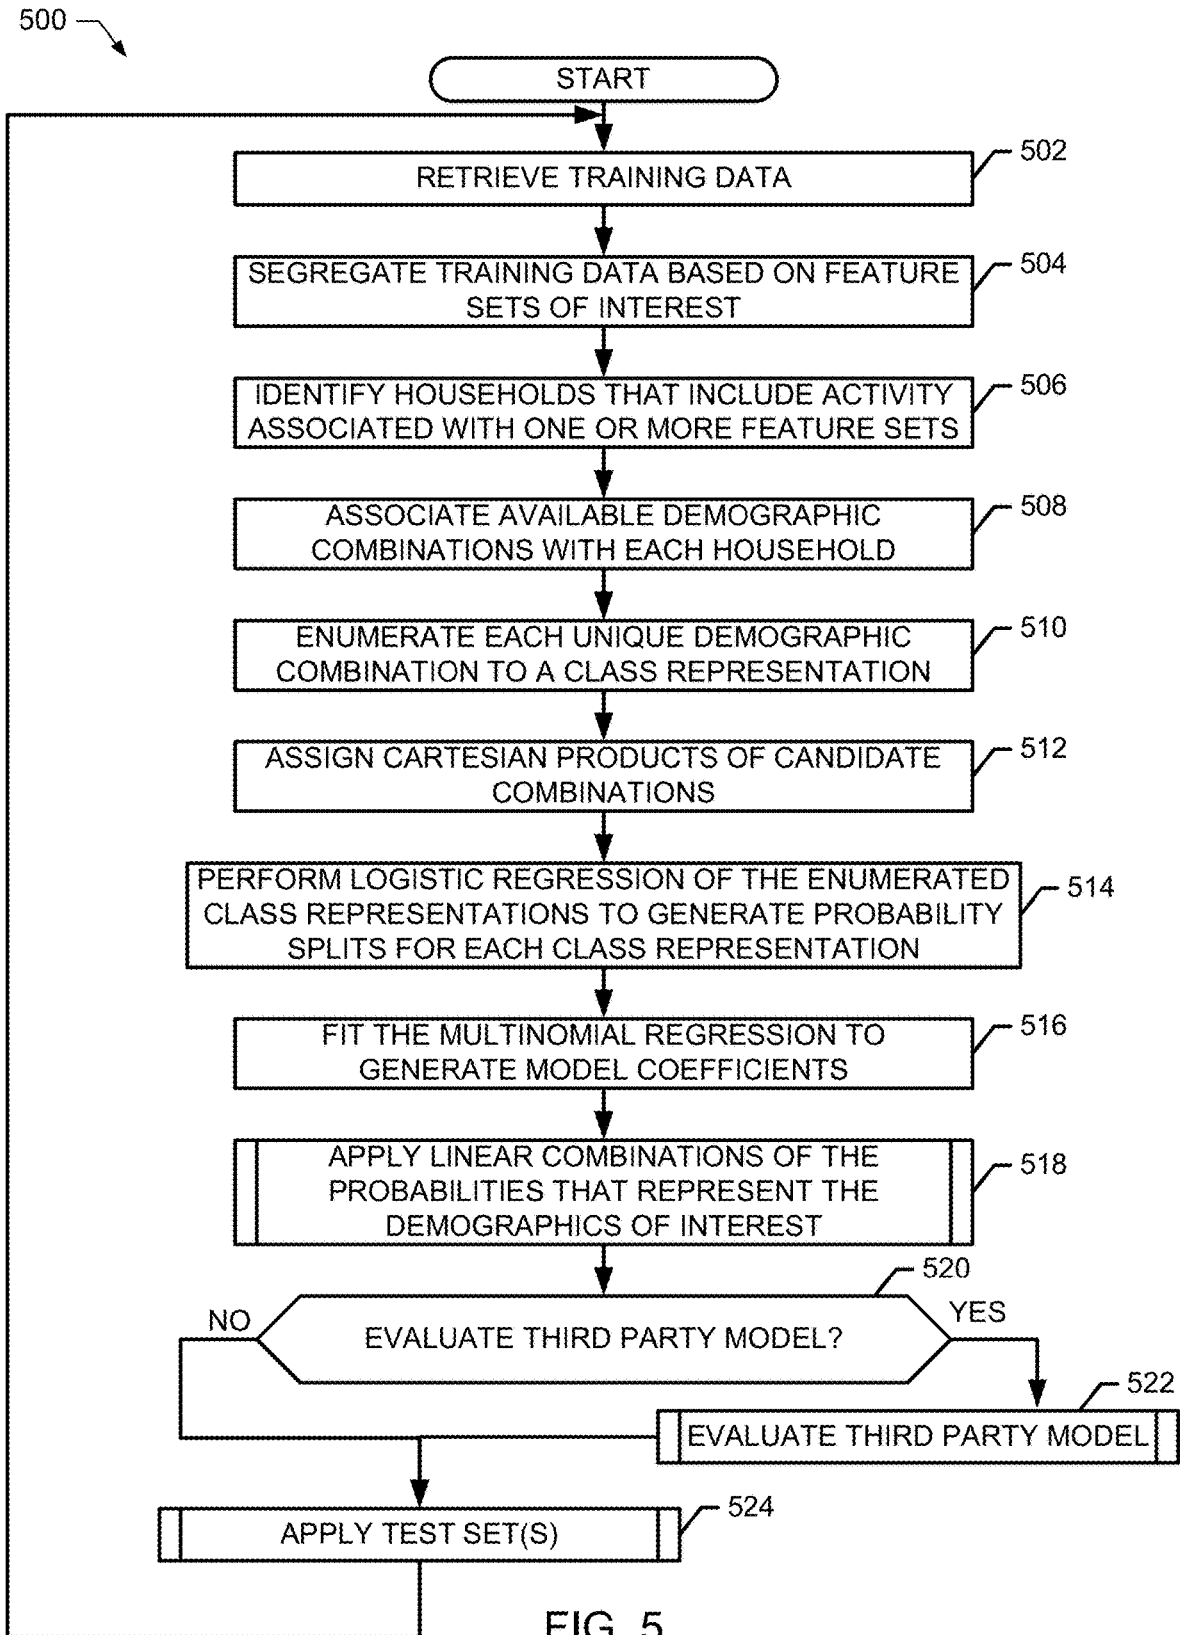 500
START
502
RETRIEVE TRAINING DATA
504
SEGREGATE TRAINING DATA BASED ON FEATURE
SETS OF INTEREST
506
IDENTIFY HOUSEHOLDS THAT INCLUDE ACTIVITY
ASSOCIATED WITH ONE OR MORE FEATURE SETS
508
ASSOCIATE AVAILABLE DEMOGRAPHIC
COMBINATIONS WITH EACH HOUSEHOLD
510
ENUMERATE EACH UNIQUE DEMOGRAPHIC
COMBINATION TO A CLASS REPRESENTATION
512
ASSIGN CARTESIAN PRODUCTS OF CANDIDATE
COMBINATIONS
514
PERFORM LOGISTIC REGRESSION OF THE ENUMERATED
CLASS REPRESENTATIONS TO GENERATE PROBABILITY
SPLITS FOR EACH CLASS REPRESENTATION
516
FIT THE MULTINOMIAL REGRESSION TO
GENERATE MODEL COEFFICIENTS
518
APPLY LINEAR COMBINATIONS OF THE
PROBABILITIES THAT REPRESENT THE
DEMOGRAPHICS OF INTEREST
520
NO
YES
EVALUATE THIRD PARTY MODEL?
522
EVALUATE THIRD PARTY MODEL
524
APPLY TEST SET(S)
FIG. 5